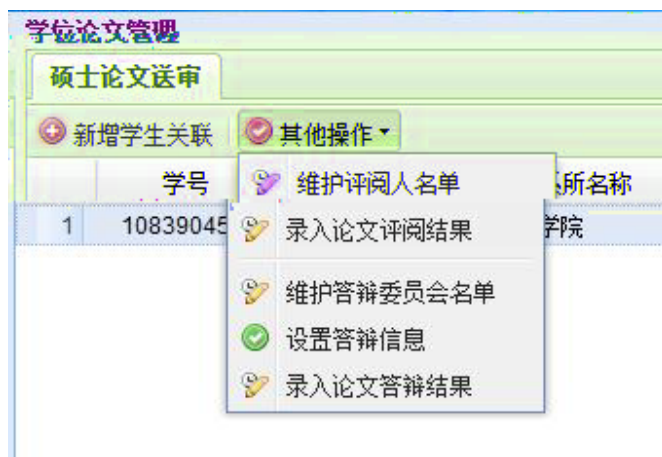 学位论文管理
硕士论文送审
新增学生关联 其他操作
学号 维护评阅人名单 所名称
1 10839045 录入论文评阅结果 学院
维护答辩委员会名单
设置答辩信息
录入论文答辩结果